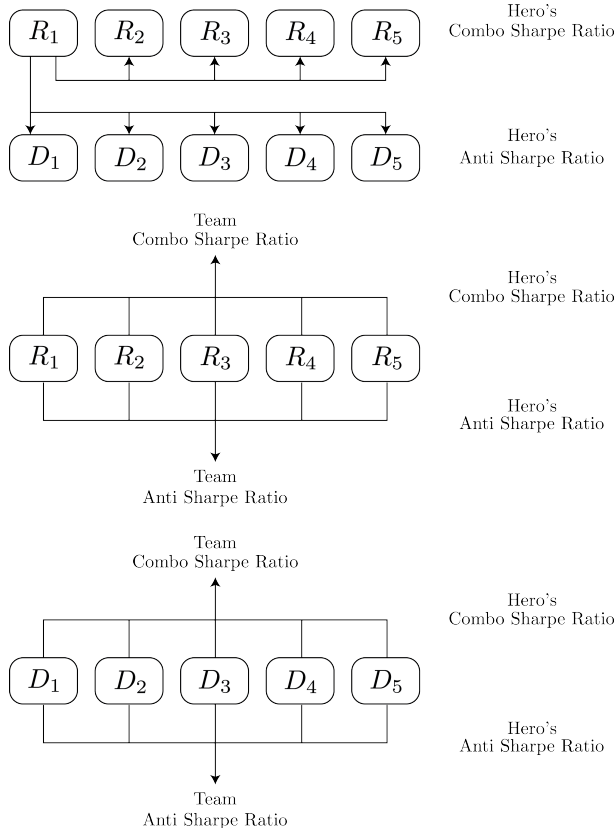 R1 R2 R3 R4 R5
Hero's
Combo Sharpe Ratio
D1 D2 D3 D4 D5
Hero's
Anti Sharpe Ratio
Team
Combo Sharpe Ratio
Hero's
Combo Sharpe Ratio
R1 R2 R3 R4 R5
Hero's
Anti Sharpe Ratio
Team
Anti Sharpe Ratio
Team
Combo Sharpe Ratio
Hero's
Combo Sharpe Ratio
D1 D2 D3 D4 D5
Hero's
Anti Sharpe Ratio
Team
Anti Sharpe Ratio